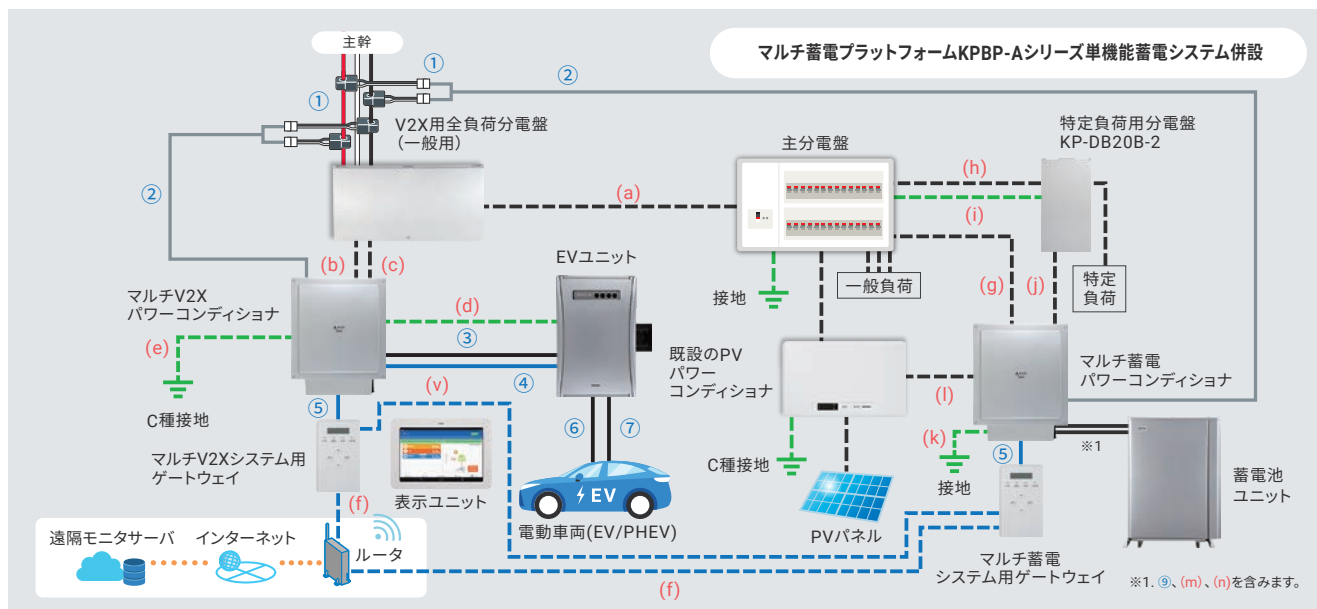 主幹
マルチ蓄電プラットフォームKPBP-Aシリーズ単機能蓄電システム併設
①
②
①
V2X用全負荷分電盤
(一般用)
特定負荷用分電盤
KP-DB20B-2
主分電盤
②
(a)
(h)
(i)
(b)
(c)
EVユニット
接地
一般負荷
(g)
(j)
特定
負荷
マルチV2X
パワーコンディショナ
(d)
③
(e)
④
既設のPV
パワー
コンディショナ
マルチ蓄電
パワーコンディショナ
(v)
(l)
C種接地
⑤
⑥
⑦
(k)
※1
C種接地
接地
⑤
マルチV2Xシステム用
ゲートウェイ
表示ユニット
EV
蓄電池
ユニット
(f)
電動車両(EV/PHEV)
PVパネル
遠隔モニタサーバ
インターネット
ルータ
マルチ蓄電
システム用ゲートウェイ
(f)
※1. ⑨、(m)、(n)を含みます。